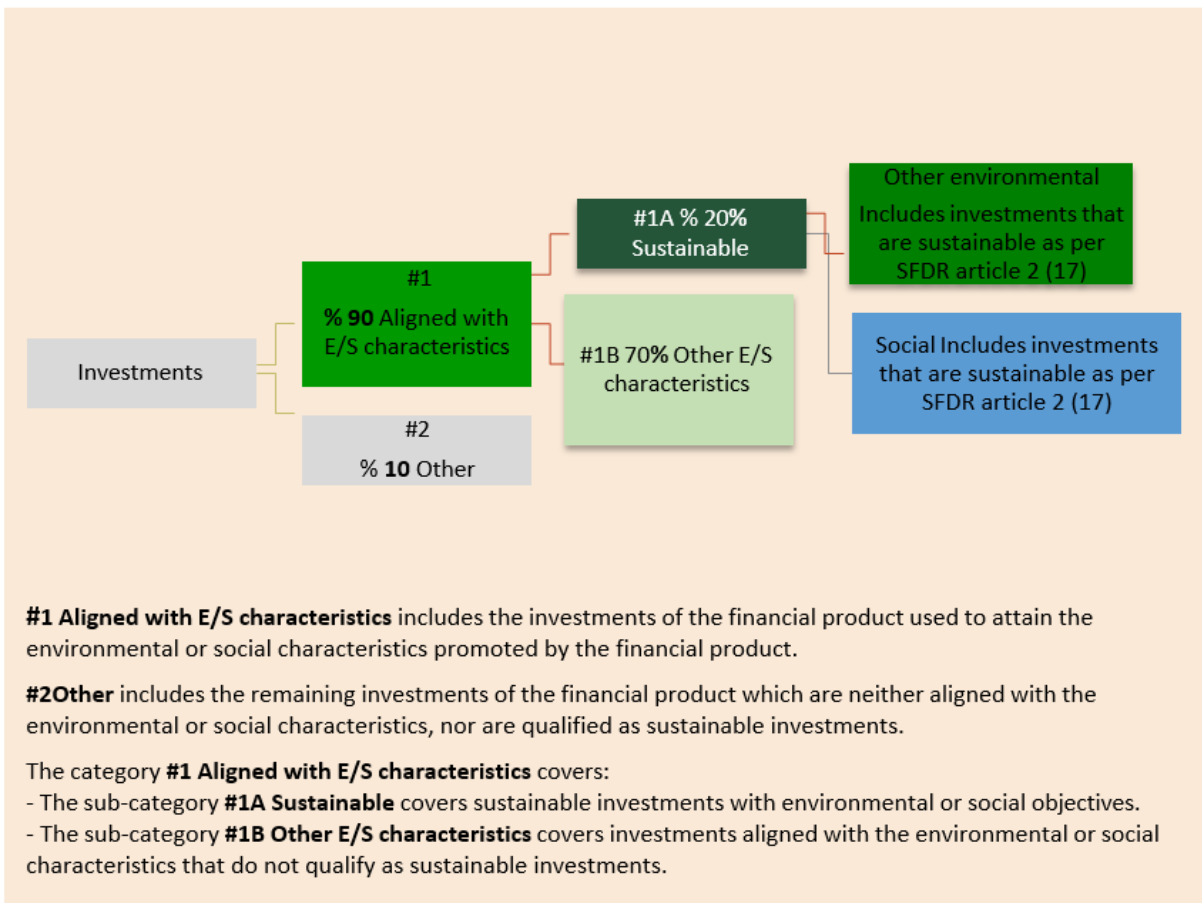 Investments
#1
% 90 Aligned with
E/S characteristics
#2
% 10 Other
#1A % 20%
Sustainable
#1B 70% Other E/S
characteristics
Other environmental
Includes investments that
are sustainable as per
SFDR article 2 (17)
Social Includes investments
that are sustainable as per
SFDR article 2 (17)
#1 Aligned with E/S characteristics includes the investments of the financial product used to attain the
environmental or social characteristics promoted by the financial product.
#2Other includes the remaining investments of the financial product which are neither aligned with the
environmental or social characteristics, nor are qualified as sustainable investments.
The category #1 Aligned with E/S characteristics covers:
- The sub-category #1A Sustainable covers sustainable investments with environmental or social objectives.
- The sub-category #1B Other E/S characteristics covers investments aligned with the environmental or social
characteristics that do not qualify as sustainable investments.